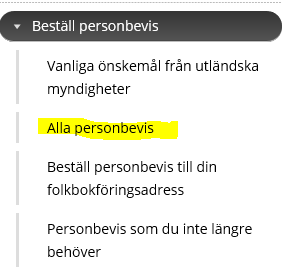 Beställ personbevis
Vanliga önskemål från utländska
myndigheter
Alla personbevis
Beställ personbevis till din
folkbokföringsadress
Personbevis som du inte längre
behöver